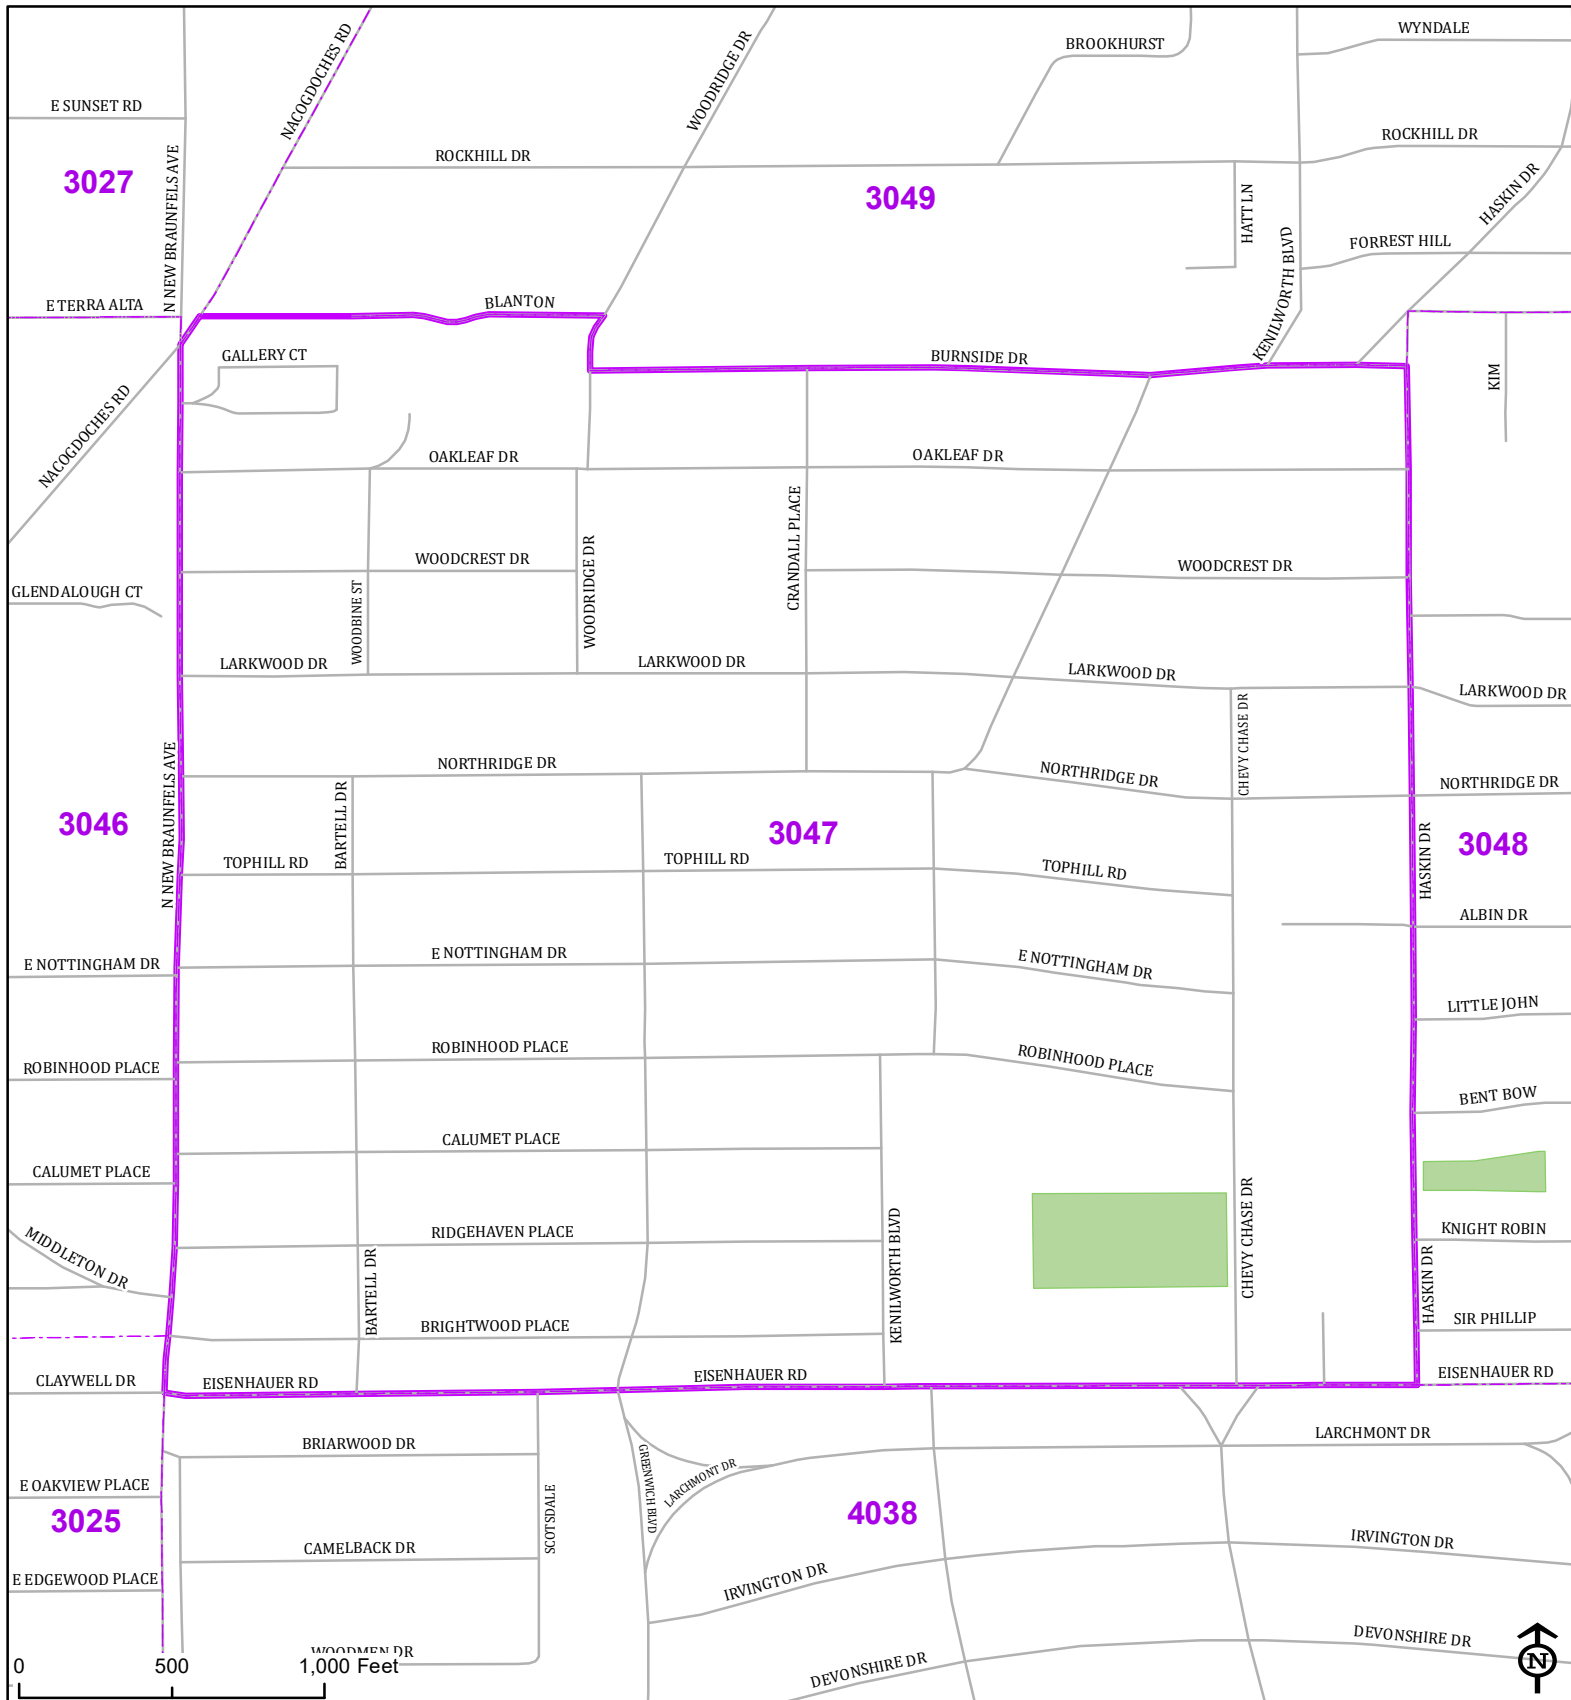 WYNDALE
BROOKHURST
NACOGDOCHES RD
WOODRIDGE DR
E SUNSET RD
ROCKHILL DR
ROCKHILL DR
3027
3049
HASKIN DR
HATT LN
N NEW BRAUNFELS AVE
FORREST HILL
KENILWORTH BLVD
E TERRA ALTA
BLANTON
GALLERY CT
BURNSIDE DR
KIM
NACOGDOCHES RD
OAKLEAF DR
OAKLEAF DR
CRANDALL PLACE
WOODCREST DR
WOODRIDGE DR
WOODCREST DR
GLENDALOUGH CT
WOODBINE ST
LARKWOOD DR
LARKWOOD DR
LARKWOOD DR
LARKWOOD DR
CHEVY CHASE DR
NORTHRIDGE DR
NORTHRIDGE DR
NORTHRIDGE DR
N NEW BRAUNFELS AVE
BARTELL DR
3046
3047
3048
HASKIN DR
TOPHILL RD
TOPHILL RD
TOPHILL RD
ALBIN DR
E NOTTINGHAM DR
E NOTTINGHAM DR
E NOTTINGHAM DR
LITTLE JOHN
ROBINHOOD PLACE
ROBINHOOD PLACE
ROBINHOOD PLACE
BENT BOW
CALUMET PLACE
CALUMET PLACE
RIDGEHAVEN PLACE
KNIGHT ROBIN
MIDDLETON DR
BARTELL DR
KENILWORTH BLVD
CHEVY CHASE DR
HASKIN DR
BRIGHTWOOD PLACE
SIR PHILLIP
CLAYWELL DR
EISENHAUER RD
EISENHAUER RD
EISENHAUER RD
BRIARWOOD DR
LARCHMONT DR
GREENWICH BLVD
LARCHMONT DR
E OAKVIEW PLACE
SCOTSDALE
3025
4038
CAMELBACK DR
IRVINGTON DR
IRVINGTON DR
E EDGEWOOD PLACE
WOODMEN DR
DEVONSHIRE DR
DEVONSHIRE DR
0 500 1,000 Feet
N